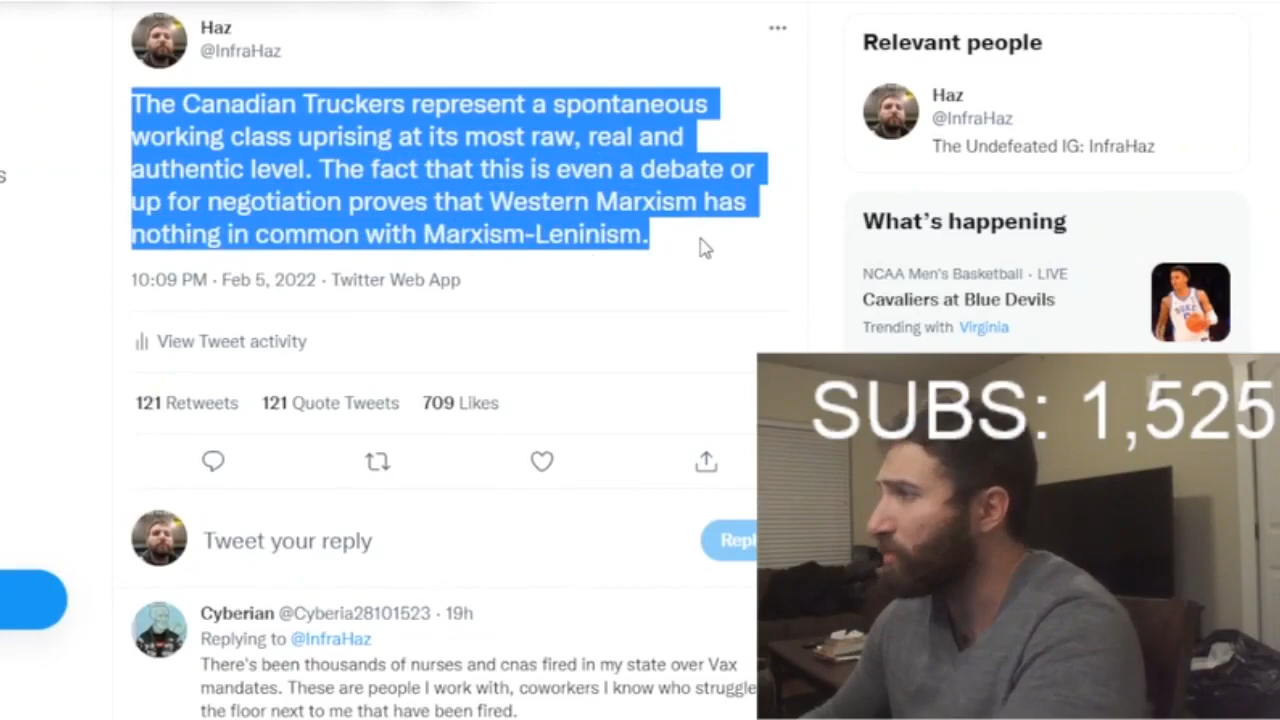 Haz
@InfraHaz
The Canadian Truckers represent a spontaneous
working class uprising at its most raw, real and
authentic level. The fact that this is even a debate or
up for negotiation proves that Western Marxism has
nothing in common with Marxism-Leninism.
10:09 PM · Feb 5, 2022 · Twitter Web App
View Tweet activity
121 Retweets 121 Quote Tweets 709 Likes
Tweet your reply
Cyberian @Cyberia28101523 · 19h
Replying to @InfraHaz
There's been thousands of nurses and cnas fired in my state over Vax
mandates. These are people I work with, coworkers I know who struggle
the floor next to me that have been fired.
Relevant people
Haz
@InfraHaz
The Undefeated IG: InfraHaz
What's happening
NCAA Men's Basketball · LIVE
Cavaliers at Blue Devils
Trending with Virginia
SUBS: 1,525